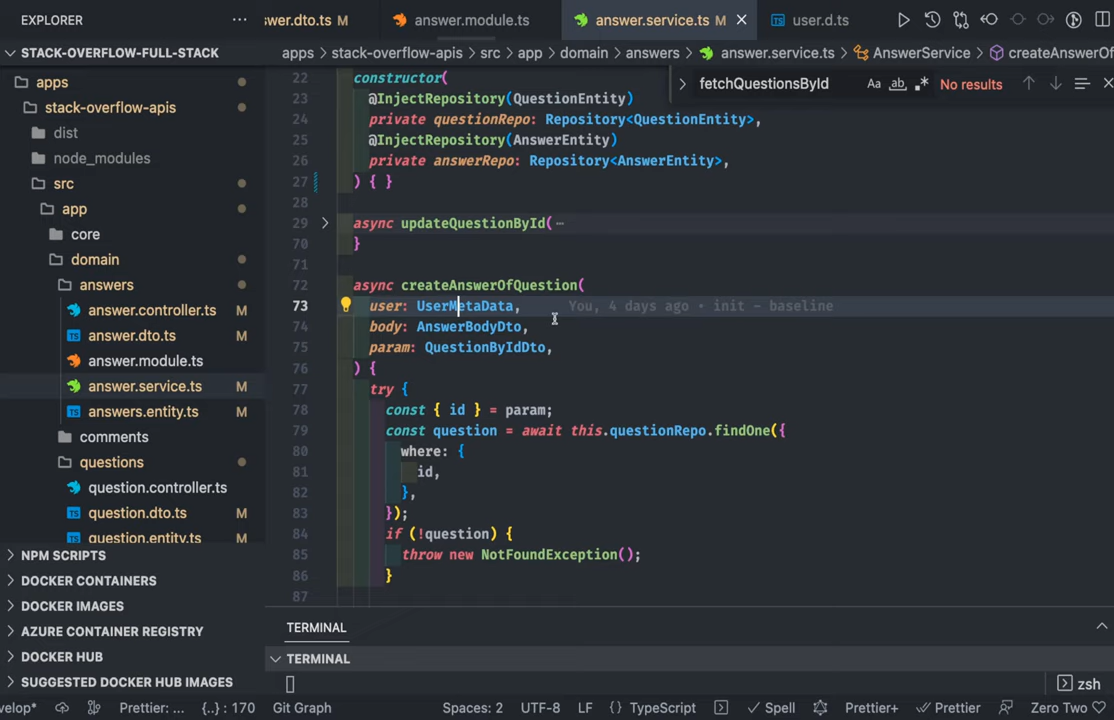 EXPLORER
···
swer.dto.ts M
answer.module.ts
answer.service.ts M
user.d.ts
STACK-OVERFLOW-FULL-STACK
apps > stack-overflow-apis > src > app > domain > answers > answer.service.ts > AnswerService > createAnswerOf
apps
stack-overflow-apis
dist
node_modules
src
app
core
domain
answers
answer.controller.ts
answer.dto.ts M
answer.module.ts
answer.service.ts M
answers.entity.ts M
comments
questions
question.controller.ts
question.dto.ts M
question.entity.ts M
NPM SCRIPTS
DOCKER CONTAINERS
DOCKER IMAGES
AZURE CONTAINER REGISTRY
DOCKER HUB
SUGGESTED DOCKER HUB IMAGES
fetchQuestionsById Aa ab .* No results
22 constructor(
23 @InjectRepository(QuestionEntity)
24 private questionRepo: Repository<QuestionEntity>,
25 @InjectRepository(AnswerEntity)
26 private answerRepo: Repository<AnswerEntity>,
27 ) { }
28
29 async updateQuestionById(
70 }
71
72 async createAnswerOfQuestion(
73 user: UserMetaData, You, 4 days ago • init - baseline
74 body: AnswerBodyDto,
75 param: QuestionByIdDto,
76 ) {
77 try {
78 const { id } = param;
79 const question = await this.questionRepo.findOne({
80 where: {
81 id,
82 },
83 });
84 if (!question) {
85 throw new NotFoundException();
86 }
87
TERMINAL
TERMINAL
zsh
velop* Prettier: ... {..} : 170 Git Graph Spaces: 2 UTF-8 LF {} TypeScript Spell Prettier+ Prettier Zero Two